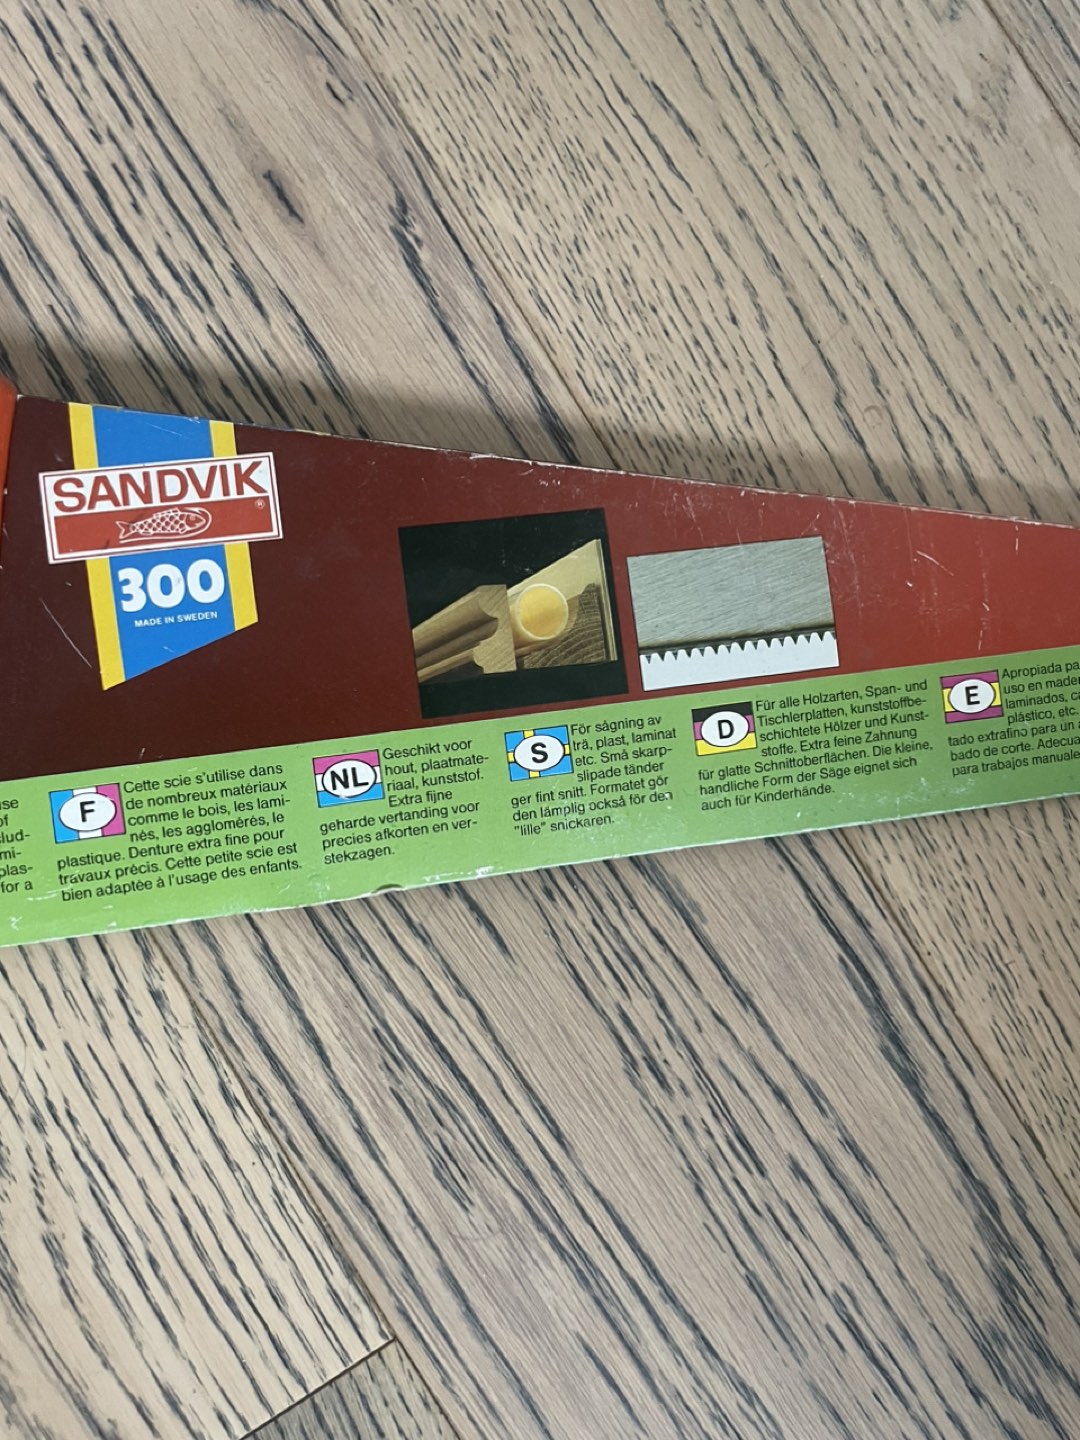 SANDVIK
®
300
MADE IN SWEDEN
for a
F
Cette scie s'utilise dans
de nombreux matériaux
comme le bois, les lami-
nés, les agglomérés, le
plastique. Denture extra fine pour
travaux précis. Cette petite scie est
bien adaptée à l'usage des enfants.
NL
Geschikt voor
hout, plaatmate-
riaal, kunststof.
Extra fijne
geharde vertanding voor
precies afkorten en ver-
stekzagen.
S
För sågning av
trä, plast, laminat
etc. Små skarp-
slipade tänder
ger fint snitt. Formatet gör
den lämplig också för den
"lille" snickaren.
D
Für alle Holzarten, Span- und
Tischlerplatten, kunststoffbe-
schichtete Hölzer und Kunst-
stoffe. Extra feine Zahnung
für glatte Schnittoberflächen. Die kleine,
handliche Form der Säge eignet sich
auch für Kinderhände.
E
Apropiada pa
uso en mader
laminados, ca
plástico, etc.
tado extrafino para un a
bado de corte. Adecua
para trabajos manuale